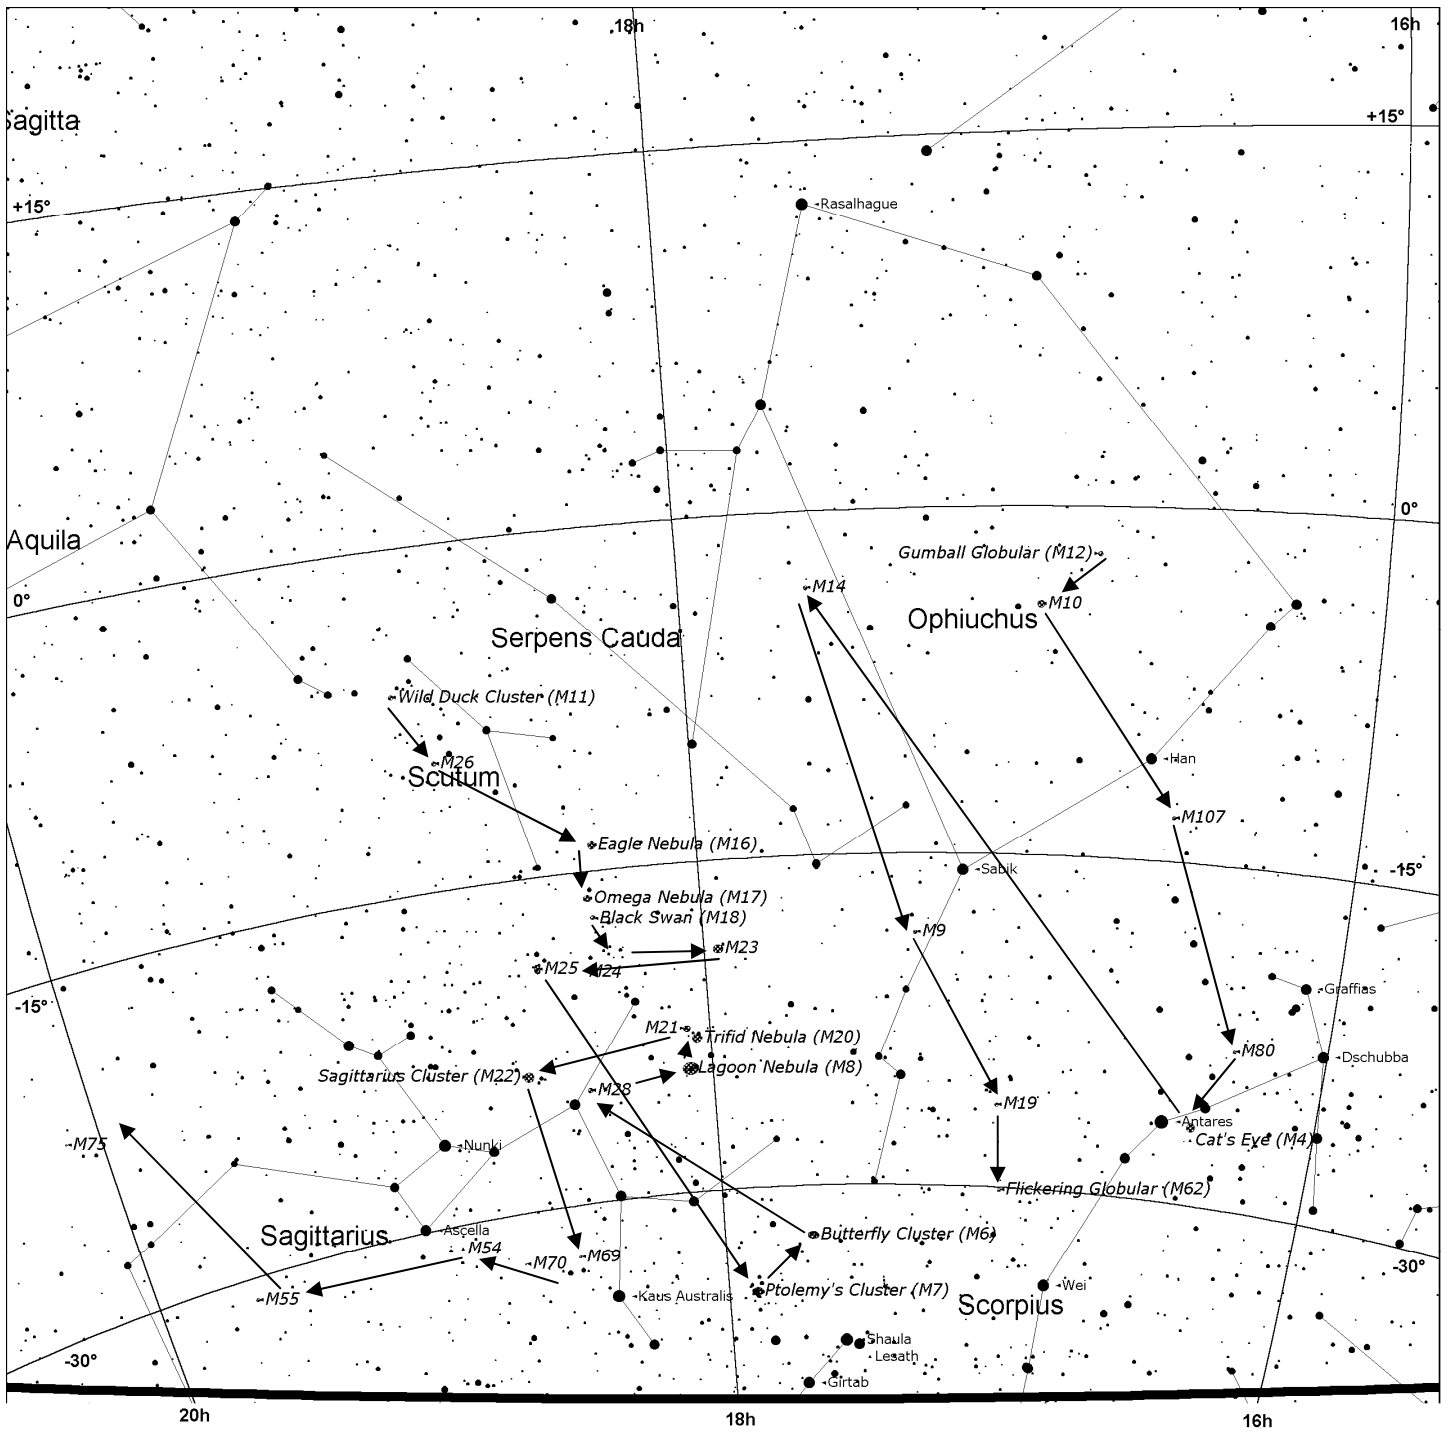 18h
16h
Sagitta
+15°
+15°
Rasalhague
0°
Aquila
Gumball Globular (M12)
M14
0°
M10
Ophiuchus
Serpens Cauda
Wild Duck Cluster (M11)
Han
M26
Scutum
M107
Eagle Nebula (M16)
Sabik
-15°
Omega Nebula (M17)
Black Swan (M18)
M9
M23
M25
M24
Graffias
-15°
M21
Trifid Nebula (M20)
M80
Dschubba
Lagoon Nebula (M8)
Sagittarius Cluster (M22)
M28
M19
Antares
Cat's Eye (M4)
M75
Nunki
Flickering Globular (M62)
Ascella
Sagittarius
Butterfly Cluster (M6)
M54
M69
M70
-30°
Wei
Ptolemy's Cluster (M7)
Kaus Australis
M55
Scorpius
Shaula
Lesath
-30°
Girtab
20h
18h
16h